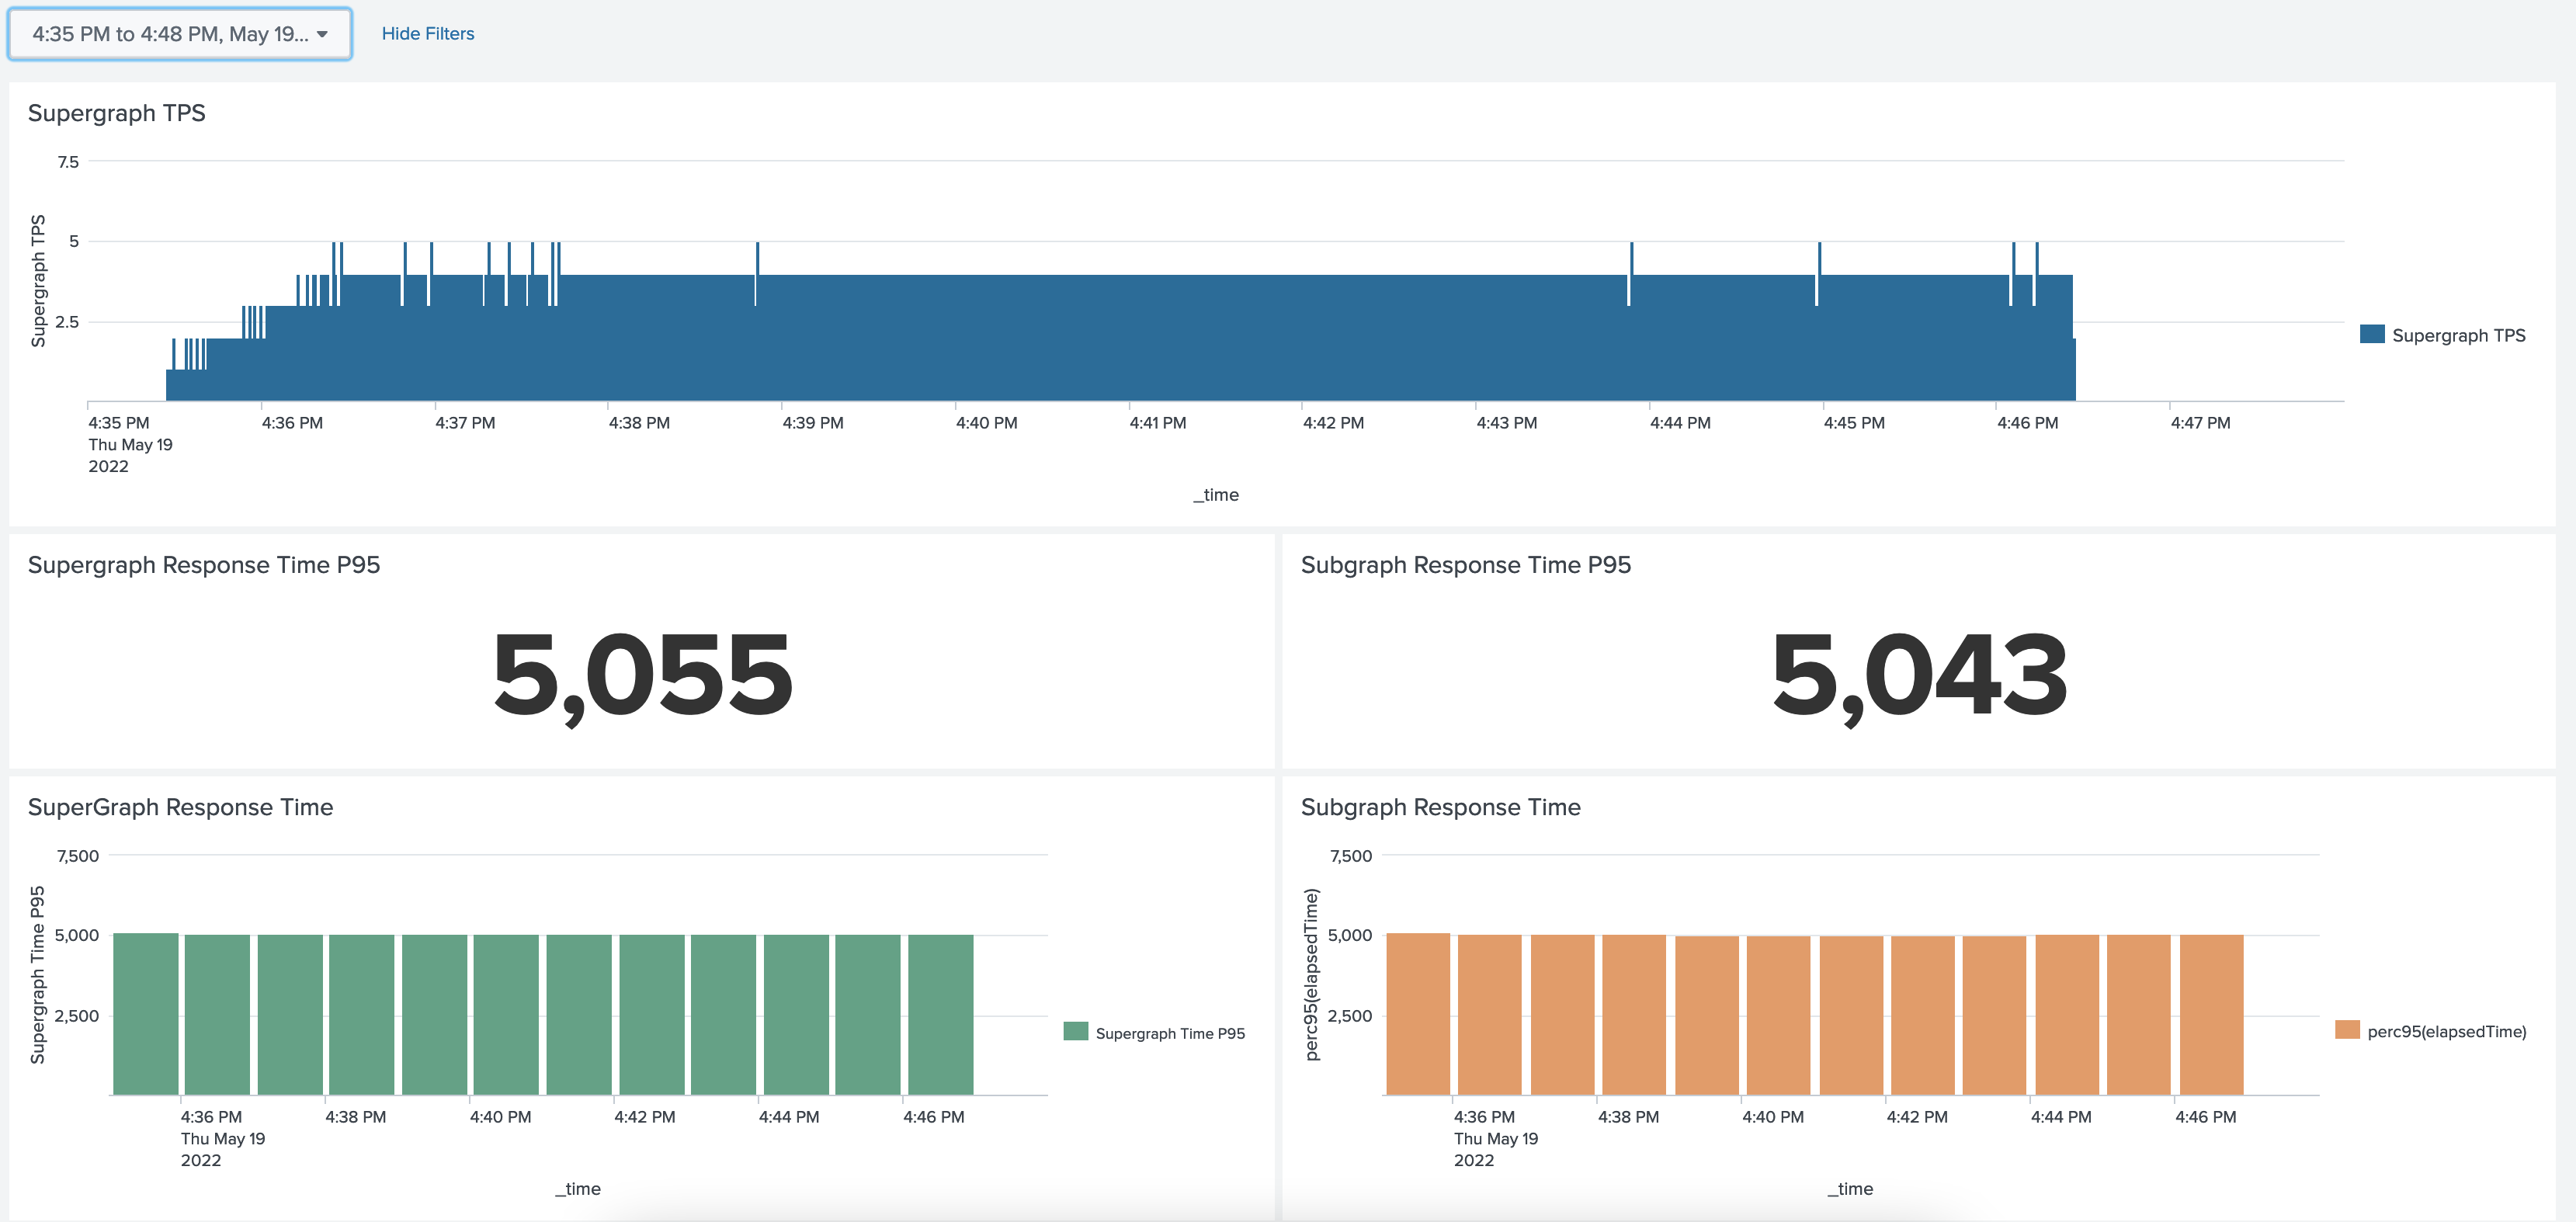 4:35 PM to 4:48 PM, May 19...
Hide Filters
Supergraph TPS
Supergraph TPS
7.5
5
2.5
4:35 PM
Thu May 19
2022
4:36 PM
4:37 PM
4:38 PM
4:39 PM
4:40 PM
4:41 PM
4:42 PM
4:43 PM
4:44 PM
4:45 PM
4:46 PM
4:47 PM
_time
Supergraph TPS
Supergraph Response Time P95
5,055
Subgraph Response Time P95
5,043
SuperGraph Response Time
Supergraph Time P95
7,500
5,000
2,500
4:36 PM
Thu May 19
2022
4:38 PM
4:40 PM
4:42 PM
4:44 PM
4:46 PM
_time
Supergraph Time P95
Subgraph Response Time
perc95(elapsedTime)
7,500
5,000
2,500
4:36 PM
Thu May 19
2022
4:38 PM
4:40 PM
4:42 PM
4:44 PM
4:46 PM
_time
perc95(elapsedTime)